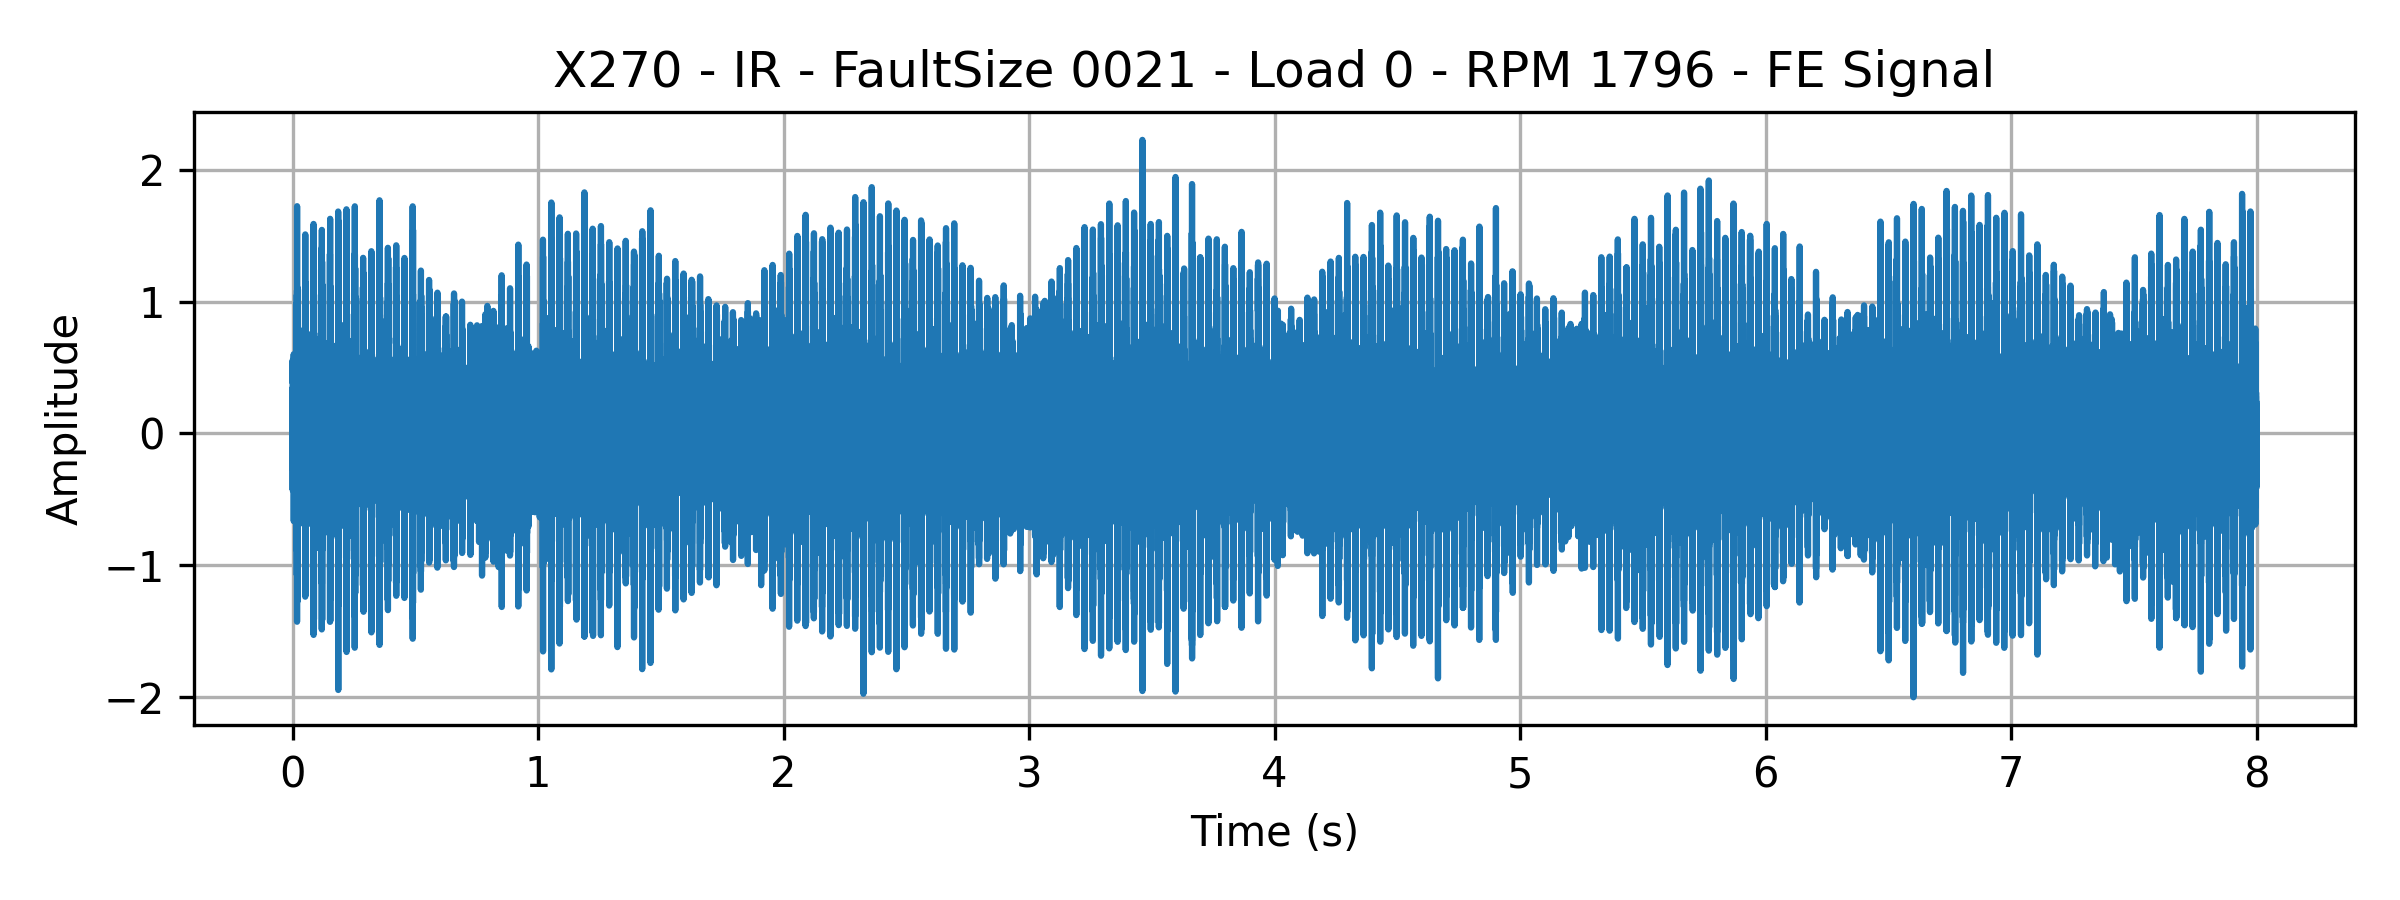 X270 - IR - FaultSize 0021 - Load 0 - RPM 1796 - FE Signal
Amplitude
2
1
0
−1
−2
0 1 2 3 4 5 6 7 8
Time (s)